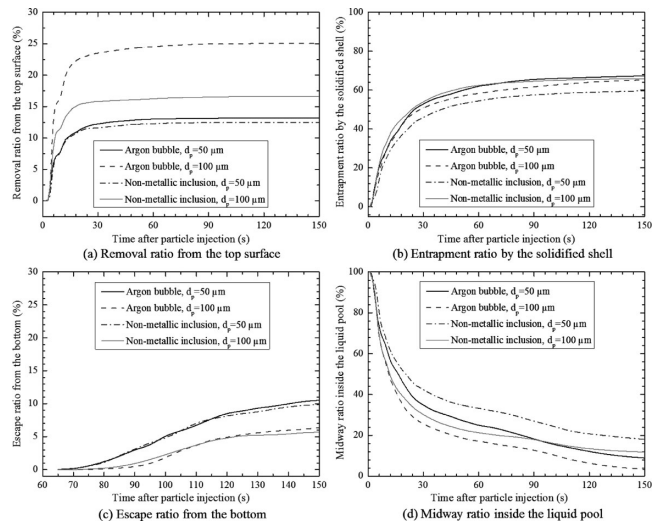 Removal ratio from the top surface (%)
30
25
20
15
10
5
0
Argon bubble, dp=50 μm
Argon bubble, dp=100 μm
Non-metallic inclusion, dp=50 μm
Non-metallic inclusion, dp=100 μm
0 30 60 90 120 150
Time after particle injection (s)
(a) Removal ratio from the top surface
Entrapment ratio by the solidified shell (%)
100
80
60
40
20
0
Argon bubble, dp=50 μm
Argon bubble, dp=100 μm
Non-metallic inclusion, dp=50 μm
Non-metallic inclusion, dp=100 μm
0 30 60 90 120 150
Time after particle injection (s)
(b) Entrapment ratio by the solidified shell
Escape ratio from the bottom (%)
30
25
20
15
10
5
0
Argon bubble, dp=50 μm
Argon bubble, dp=100 μm
Non-metallic inclusion, dp=50 μm
Non-metallic inclusion, dp=100 μm
60 70 80 90 100 110 120 130 140 150
Time after particle injection (s)
(c) Escape ratio from the bottom
Midway ratio inside the liquid pool (%)
100
80
60
40
20
0
Argon bubble, dp=50 μm
Argon bubble, dp=100 μm
Non-metallic inclusion, dp=50 μm
Non-metallic inclusion, dp=100 μm
0 30 60 90 120 150
Time after particle injection (s)
(d) Midway ratio inside the liquid pool